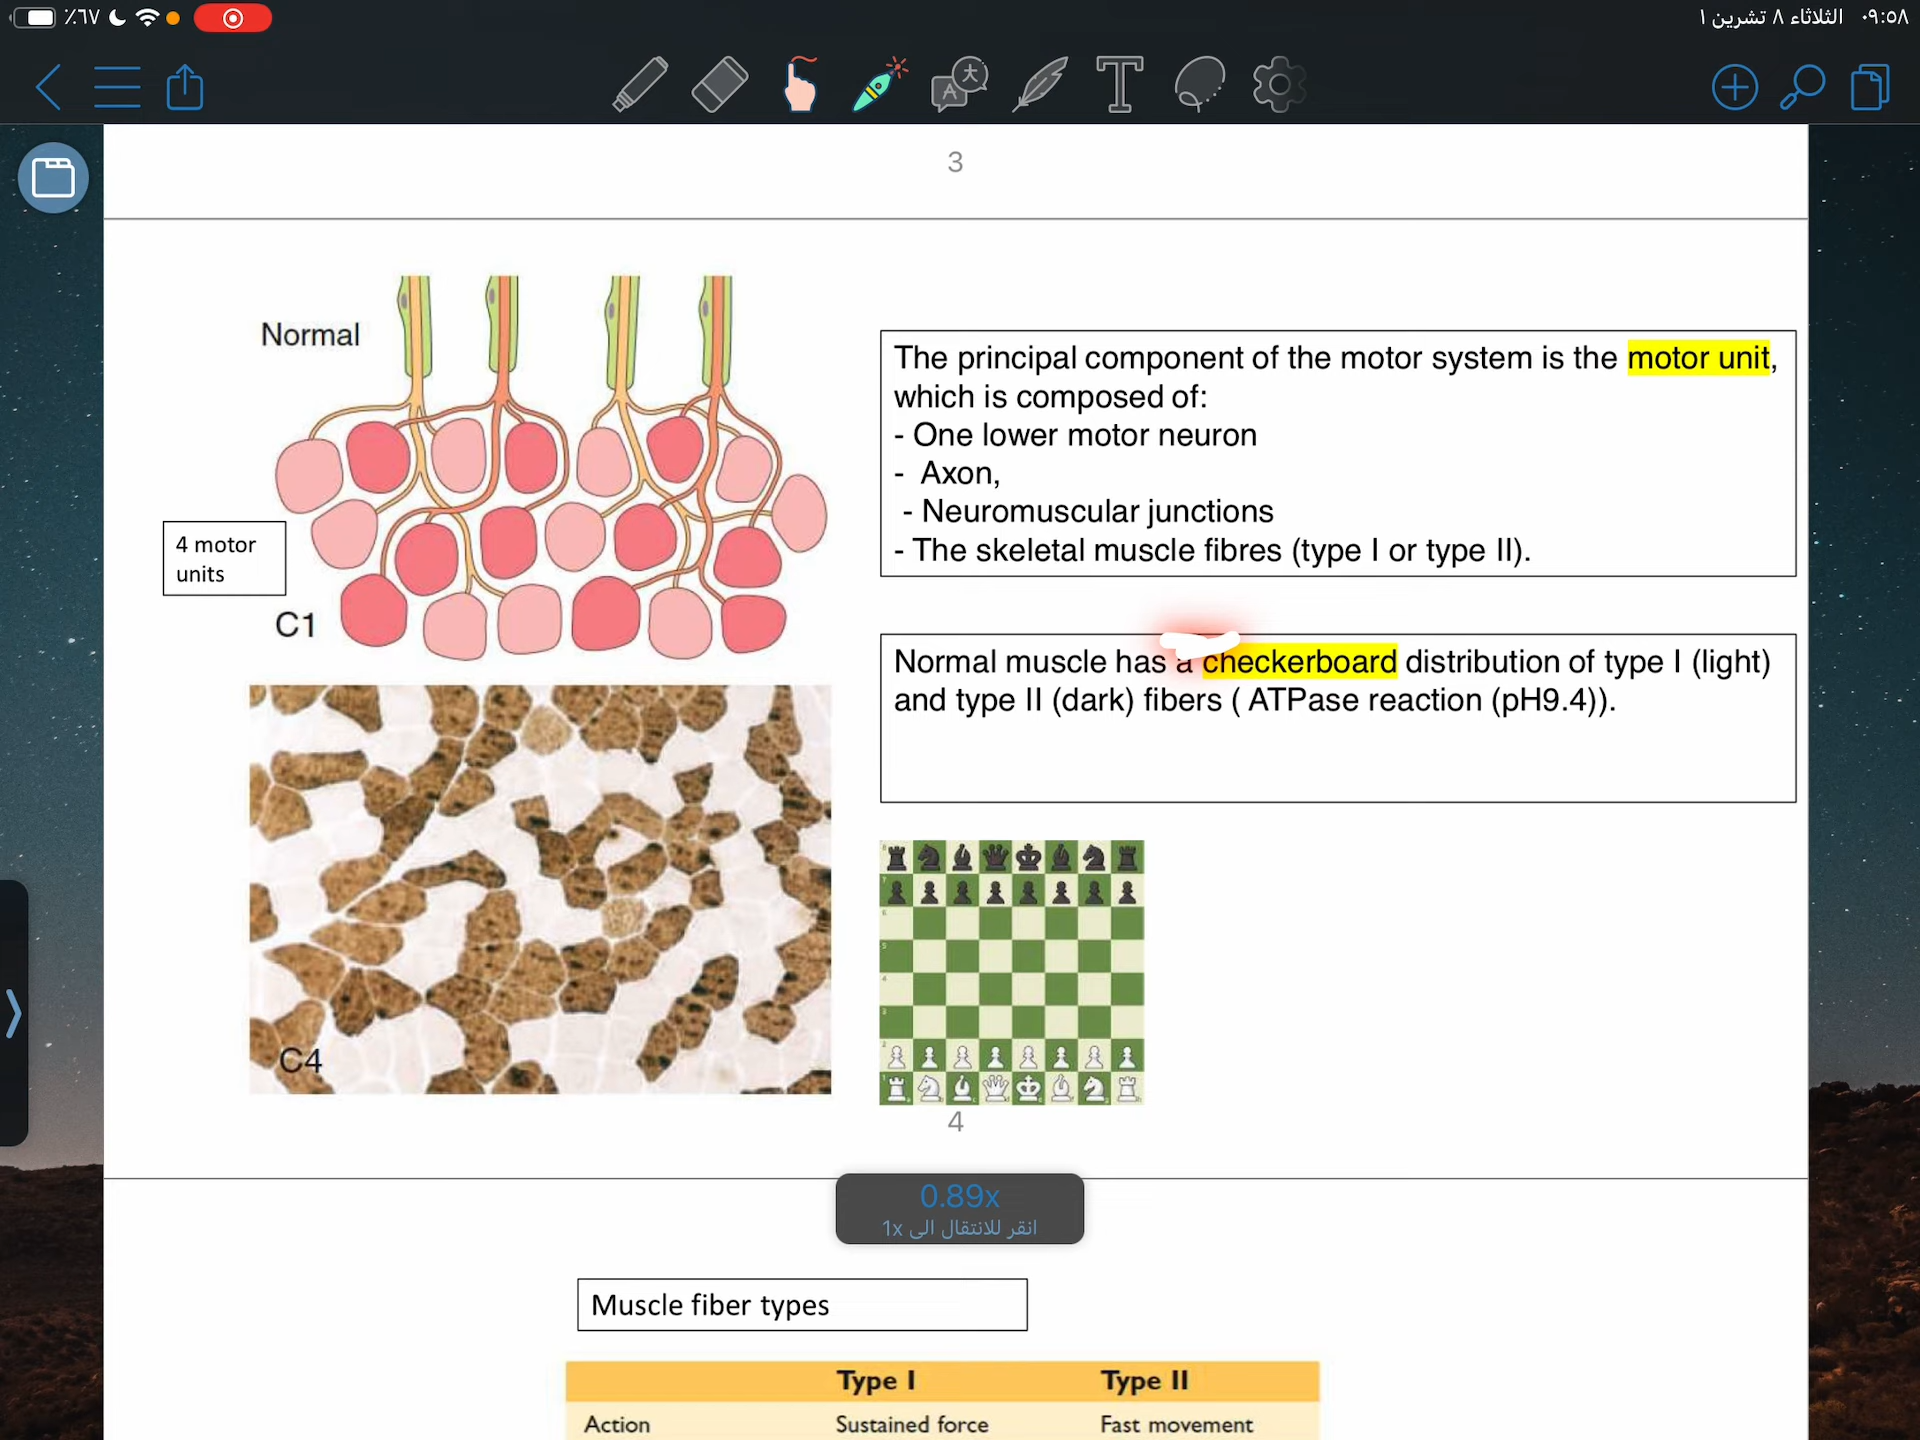 ٪٦٧
٠٩:٥٨ الثلاثاء ٨ تشرين ١
3
Normal
4 motor
units
C1
C4
The principal component of the motor system is the motor unit,
which is composed of:
- One lower motor neuron
- Axon,
- Neuromuscular junctions
- The skeletal muscle fibres (type I or type II).
Normal muscle has a checkerboard distribution of type I (light)
and type II (dark) fibers ( ATPase reaction (pH9.4)).
4
0.89x
انقر للانتقال الى 1x
Muscle fiber types
Type I Type II
Action Sustained force Fast movement